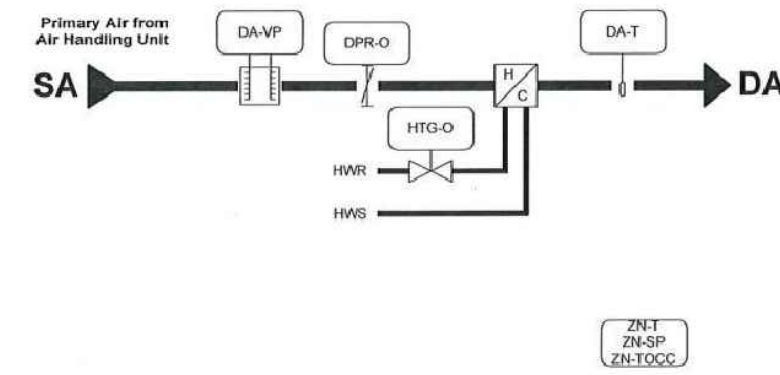 Primary Air from
Air Handling Unit
DA-VP
DPR-O
DA-T
SA
H
C
DA
HTG-O
HWR
HWS
ZN-T
ZN-SP
ZN-TOCC